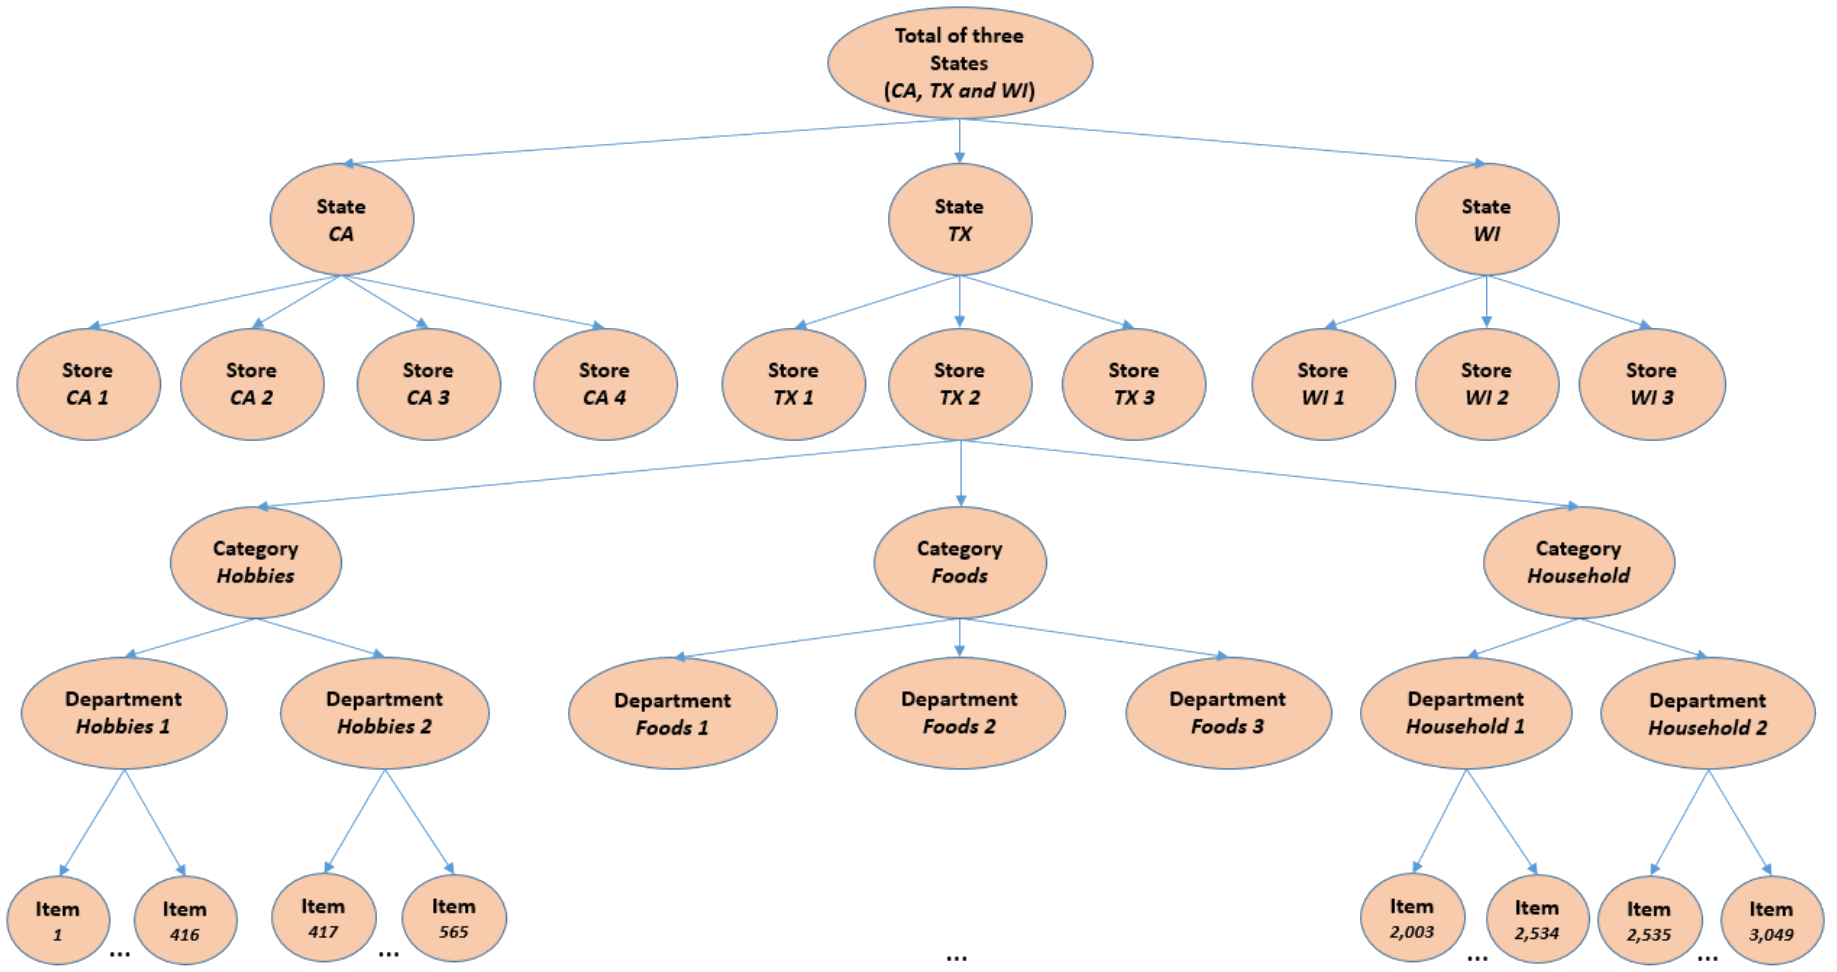 Total of three
States
(CA, TX and WI)
State
CA
State
TX
State
WI
Store
CA 1
Store
CA 2
Store
CA 3
Store
CA 4
Store
TX 1
Store
TX 2
Store
TX 3
Store
WI 1
Store
WI 2
Store
WI 3
Category
Hobbies
Category
Foods
Category
Household
Department
Hobbies 1
Department
Hobbies 2
Department
Foods 1
Department
Foods 2
Department
Foods 3
Department
Household 1
Department
Household 2
Item
1
...
Item
416
Item
417
...
Item
565
...
Item
2,003
...
Item
2,534
Item
2,535
...
Item
3,049